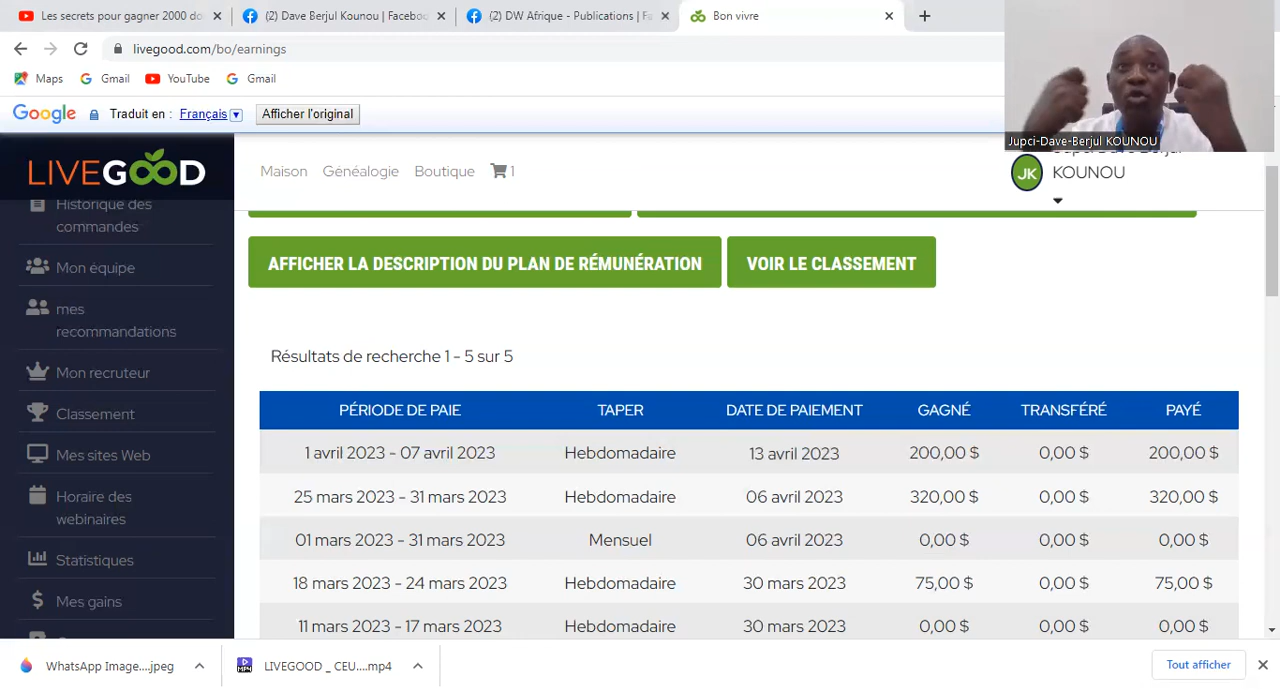 Les secrets pour gagner 2000 do
(2) Dave Berjul Kounou | Faceboo
(2) DW Afrique - Publications | Fa
Bon vivre
livegood.com/bo/earnings
Maps
Gmail
YouTube
Gmail
Google
Traduit en :
Français
Afficher l'original
Jupci-Dave-Berjul KOUNOU
LIVEGOOD
Maison
Généalogie
Boutique
1
JK
KOUNOU
Historique des
commandes
Mon équipe
mes
recommandations
Mon recruteur
Classement
Mes sites Web
Horaire des
webinaires
Statistiques
Mes gains
AFFICHER LA DESCRIPTION DU PLAN DE RÉMUNÉRATION
VOIR LE CLASSEMENT
Résultats de recherche 1 - 5 sur 5
PÉRIODE DE PAIE TAPER DATE DE PAIEMENT GAGNÉ TRANSFÉRÉ PAYÉ
1 avril 2023 - 07 avril 2023 Hebdomadaire 13 avril 2023 200,00 $ 0,00 $ 200,00 $
25 mars 2023 - 31 mars 2023 Hebdomadaire 06 avril 2023 320,00 $ 0,00 $ 320,00 $
01 mars 2023 - 31 mars 2023 Mensuel 06 avril 2023 0,00 $ 0,00 $ 0,00 $
18 mars 2023 - 24 mars 2023 Hebdomadaire 30 mars 2023 75,00 $ 0,00 $ 75,00 $
11 mars 2023 - 17 mars 2023 Hebdomadaire 30 mars 2023 0,00 $ 0,00 $ 0,00 $
WhatsApp Image....jpeg
LIVEGOOD _ CEU....mp4
Tout afficher